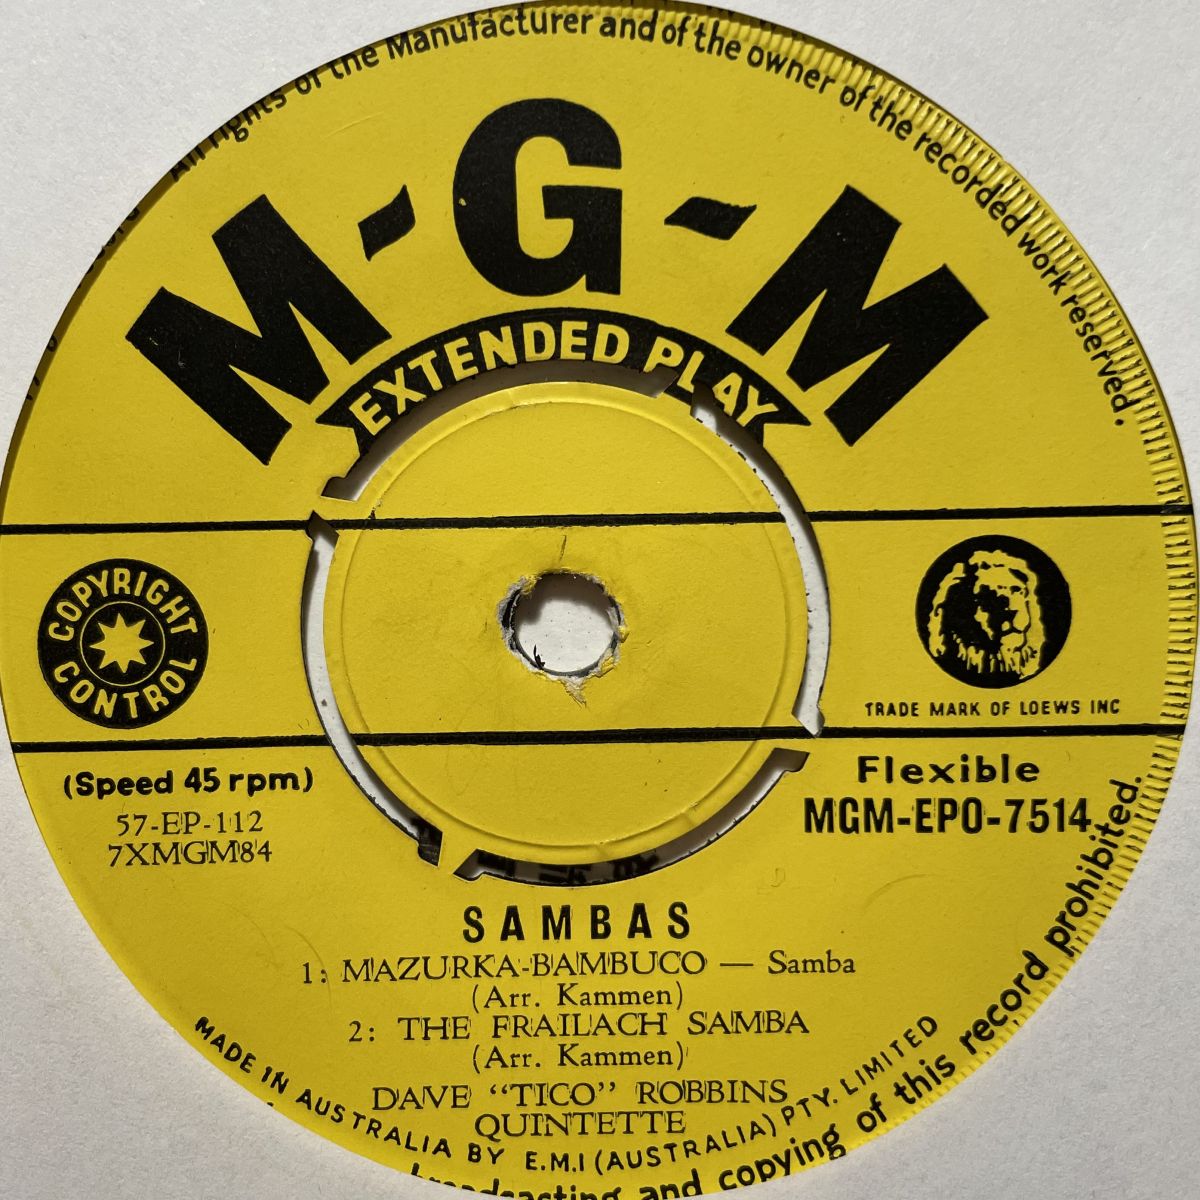 All rights of the Manufacturer and of the owner of the recorded work reserved.
M-G-M
EXTENDED PLAY
COPYRIGHT CONTROL
TRADE MARK OF LOEWS INC
(Speed 45 rpm)
57-EP-112
7XMGM84
Flexible
MGM-EPO-7514
SAMBAS
1: MAZURKA-BAMBUCO — Samba
(Arr. Kammen)
2: THE FRAILACH SAMBA
(Arr. Kammen)
DAVE "TICO" ROBBINS
QUINTETTE
MADE IN AUSTRALIA BY E.M.I (AUSTRALIA) PTY. LIMITED
broadcasting and copying of this record prohibited.